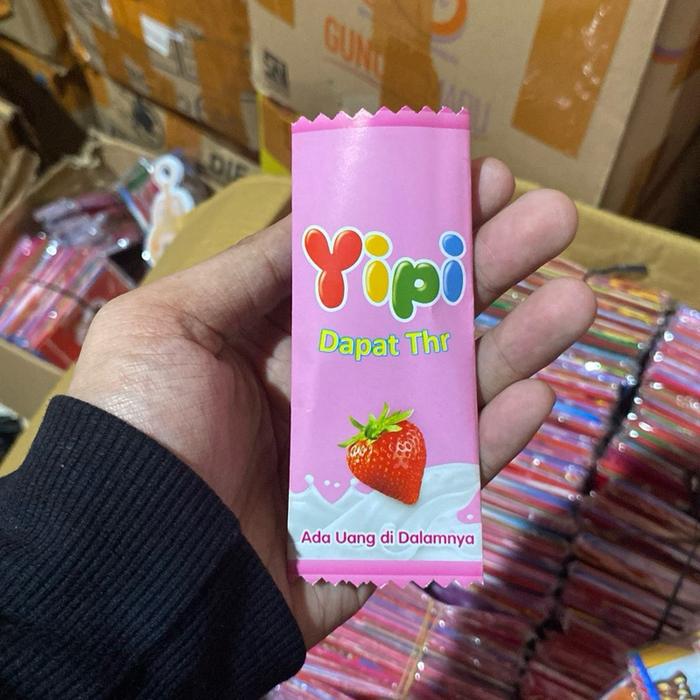 Yipi
Dapat Thr
Ada Uang di Dalamnya